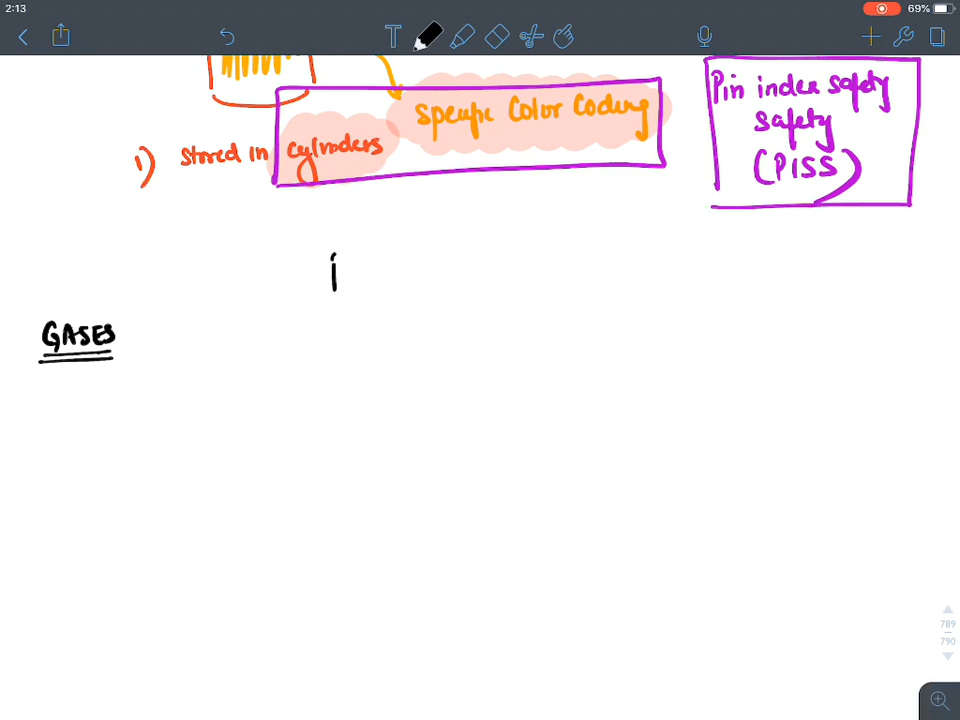 2:13
69%
T
Specific Color Coding
1) Stored in Cylinders
Pin index safety
safety
(PISS)
i
GASES
789
790